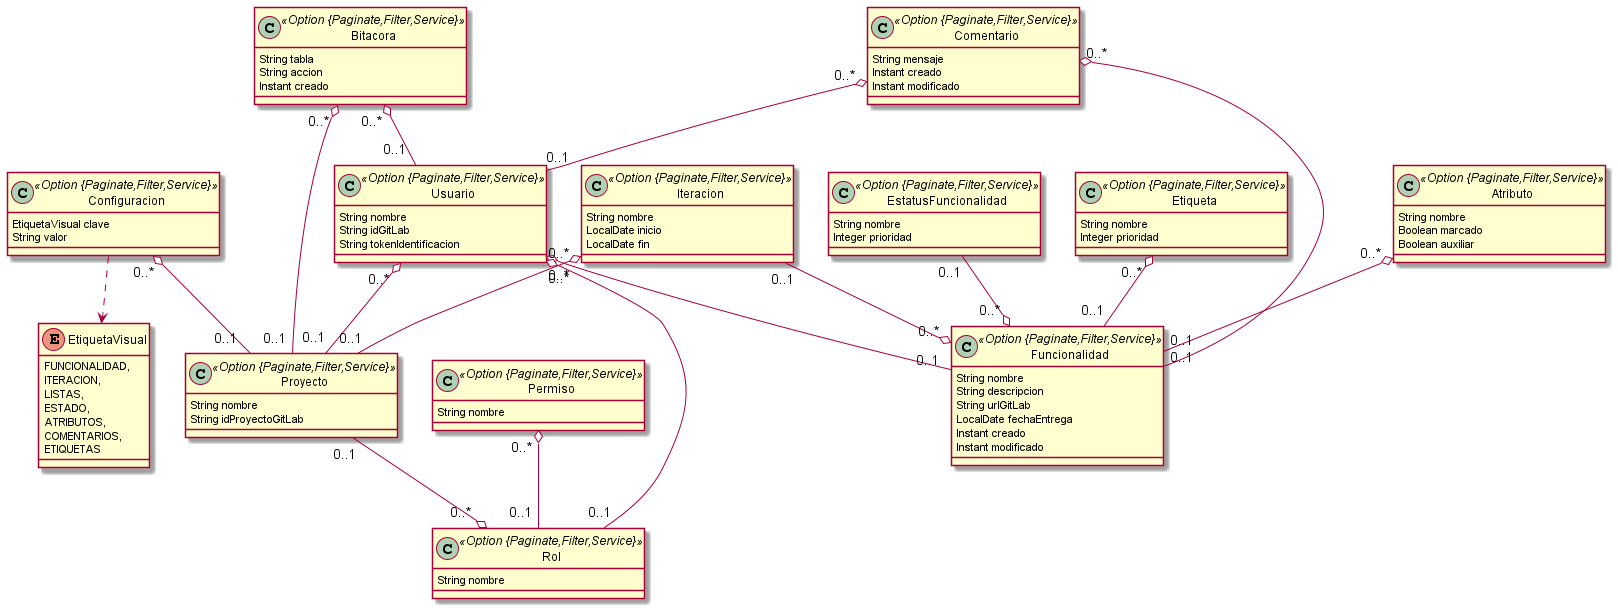 C «Option {Paginate,Filter,Service}»
Bitacora
String tabla
String accion
Instant creado
C «Option {Paginate,Filter,Service}»
Comentario
String mensaje
Instant creado
Instant modificado
0..*
0..*
0..*
0..*
0..1
0..1
C «Option {Paginate,Filter,Service}»
Configuracion
EtiquetaVisual clave
String valor
C «Option {Paginate,Filter,Service}»
Usuario
String nombre
String idGitLab
String tokenIdentificacion
C «Option {Paginate,Filter,Service}»
Iteracion
String nombre
LocalDate inicio
LocalDate fin
C «Option {Paginate,Filter,Service}»
EstatusFuncionalidad
String nombre
Integer prioridad
C «Option {Paginate,Filter,Service}»
Etiqueta
String nombre
Integer prioridad
C «Option {Paginate,Filter,Service}»
Atributo
String nombre
Boolean marcado
Boolean auxiliar
0..*
0..*
0..*
0..*
0..*
0..1
0..1
0..*
0..*
0..1
0..1
0..1
0..1
0..*
0..*
0..1
0..1
0..1
0..1
E EtiquetaVisual
FUNCIONALIDAD,
ITERACION,
LISTAS,
ESTADO,
ATRIBUTOS,
COMENTARIOS,
ETIQUETAS
C «Option {Paginate,Filter,Service}»
Proyecto
String nombre
String idProyectoGitLab
C «Option {Paginate,Filter,Service}»
Permiso
String nombre
C «Option {Paginate,Filter,Service}»
Funcionalidad
String nombre
String descripcion
String urlGitLab
LocalDate fechaEntrega
Instant creado
Instant modificado
0..1
0..*
0..*
0..1
0..1
C «Option {Paginate,Filter,Service}»
Rol
String nombre